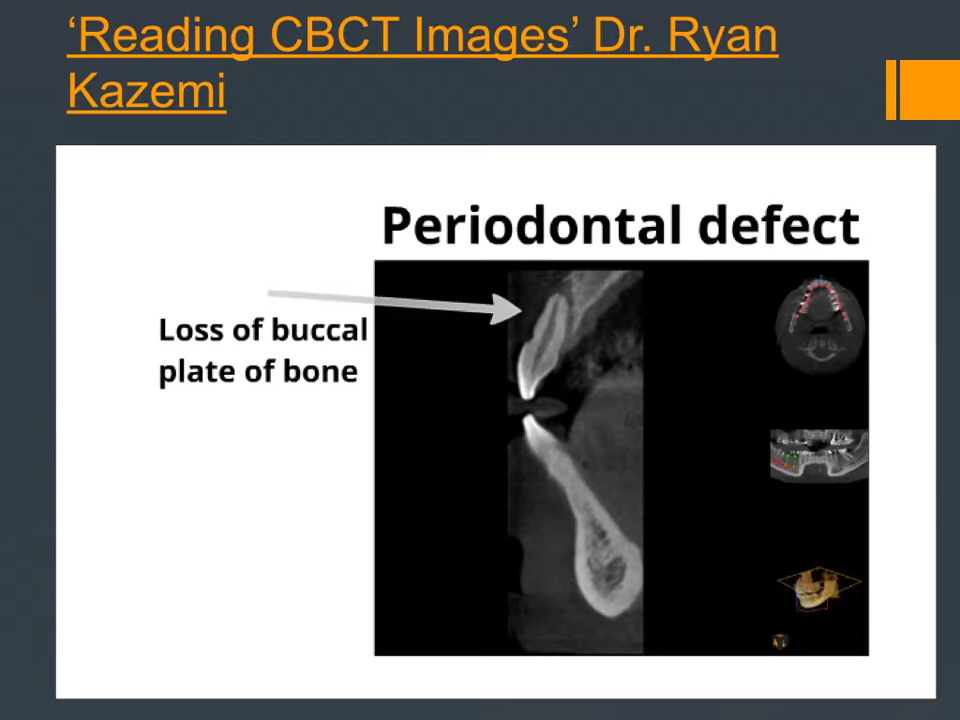 ‘Reading CBCT Images’ Dr. Ryan
Kazemi
Periodontal defect
Loss of buccal
plate of bone